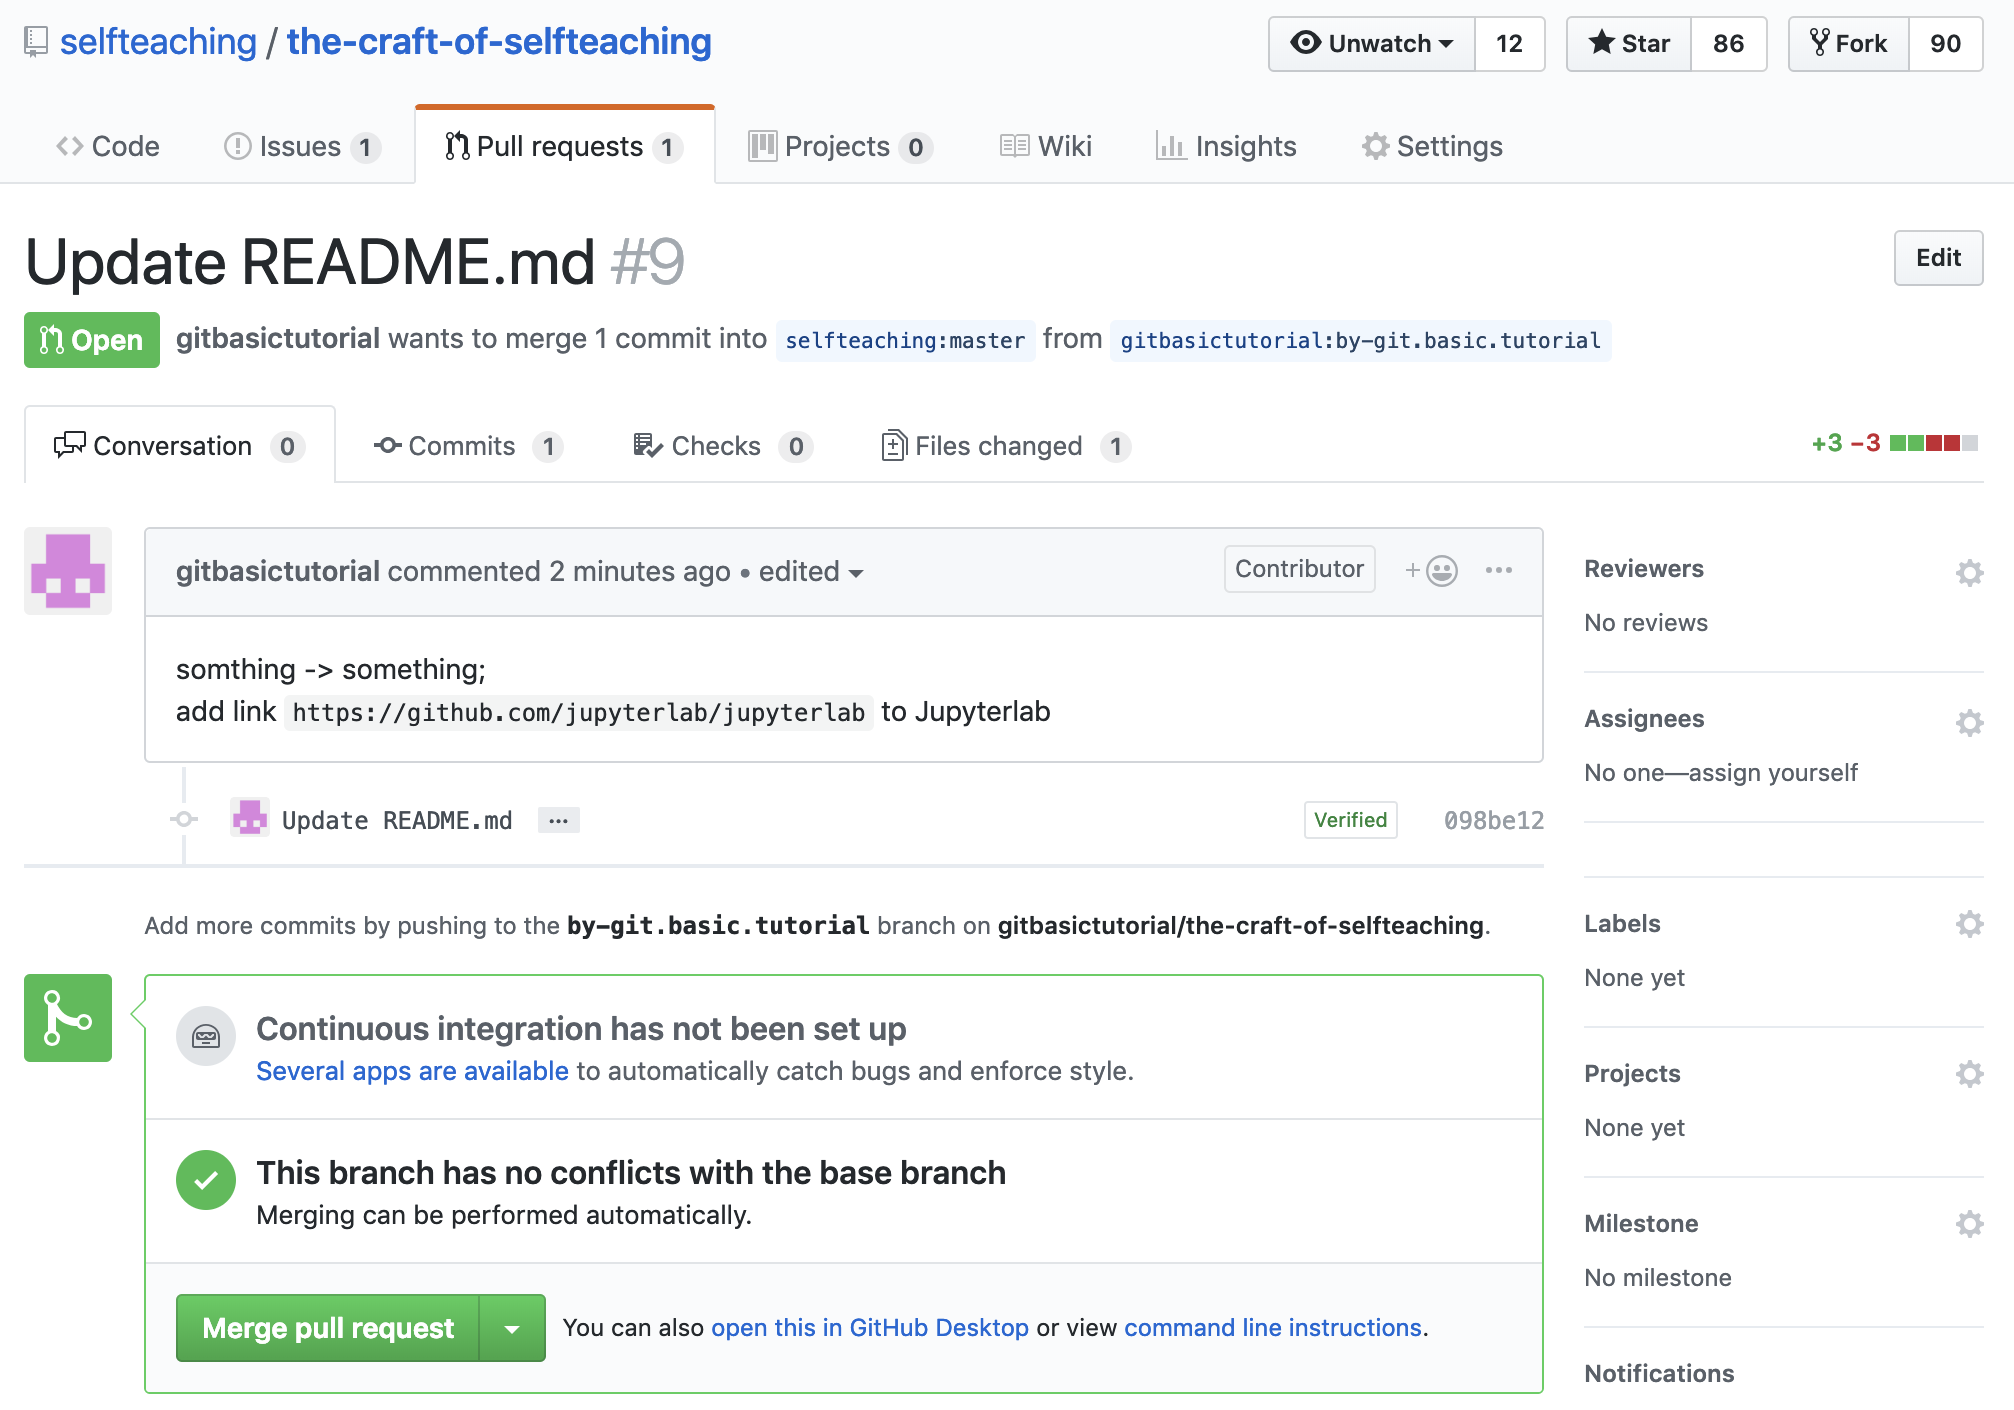 selfteaching / the-craft-of-selfteaching
Unwatch 12 Star 86 Fork 90
Code Issues 1 Pull requests 1 Projects 0 Wiki Insights Settings
Update README.md #9
Edit
Open gitbasictutorial wants to merge 1 commit into selfteaching:master from gitbasictutorial:by-git.basic.tutorial
Conversation 0 Commits 1 Checks 0 Files changed 1 +3 −3
gitbasictutorial commented 2 minutes ago • edited Contributor
somthing -> something;
add link https://github.com/jupyterlab/jupyterlab to Jupyterlab
Update README.md ... Verified 098be12
Add more commits by pushing to the by-git.basic.tutorial branch on gitbasictutorial/the-craft-of-selfteaching.
Continuous integration has not been set up
Several apps are available to automatically catch bugs and enforce style.
This branch has no conflicts with the base branch
Merging can be performed automatically.
Merge pull request You can also open this in GitHub Desktop or view command line instructions.
Reviewers
No reviews
Assignees
No one—assign yourself
Labels
None yet
Projects
None yet
Milestone
No milestone
Notifications